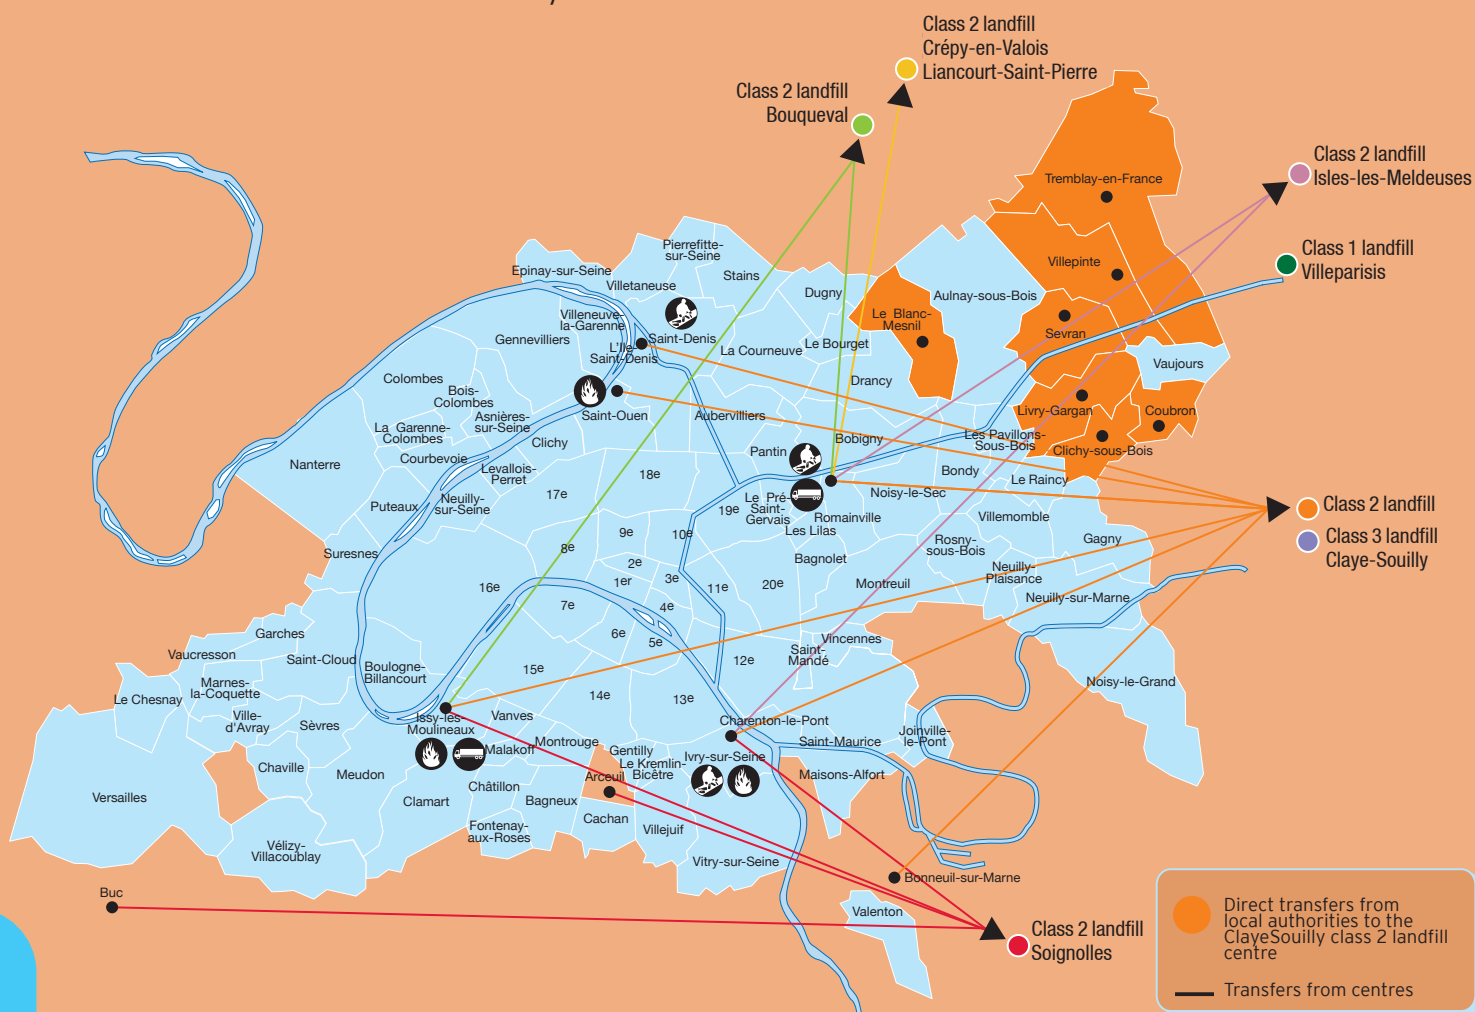 Class 2 landfill
Crépy-en-Valois
Liancourt-Saint-Pierre
Class 2 landfill
Bouqueval
Class 2 landfill
Isles-les-Meldeuses
Class 1 landfill
Villeparisis
Tremblay-en-France
Villepinte
Pierrefitte-
sur-Seine
Epinay-sur-Seine
Villetaneuse
Stains
Dugny
Aulnay-sous-Bois
Le Blanc-
Mesnil
Sevran
Villeneuve-
la-Garenne
Gennevilliers
L'Ile-
Saint-Denis
Saint-Denis
La Courneuve
Le Bourget
Vaujours
Drancy
Colombes
Bois-
Colombes
Asnières-
sur-Seine
Saint-Ouen
Aubervilliers
Livry-Gargan
Coubron
La Garenne-
Colombes
Clichy
Pantin
Bobigny
Les Pavillons-
Sous-Bois
Clichy-sous-Bois
Nanterre
Courbevoie
Levallois-
Perret
18e
Bondy
Le Raincy
Puteaux
Neuilly-
sur-Seine
17e
19e
Le Pré-
Saint-
Gervais
Noisy-le-Sec
Romainville
Les Lilas
Villemomble
Class 2 landfill
Class 3 landfill
Claye-Souilly
Suresnes
8e
9e
10e
Bagnolet
Rosny-
sous-Bois
Gagny
2e
1er
3e
11e
20e
Montreuil
Neuilly-
Plaisance
Neuilly-sur-Marne
16e
7e
4e
6e
5e
Garches
Vaucresson
Saint-Cloud
Boulogne-
Billancourt
15e
12e
Vincennes
Saint-
Mandé
Marnes-
la-Coquette
Le Chesnay
14e
13e
Noisy-le-Grand
Ville-
d'Avray
Sèvres
Issy-les-
Moulineaux
Vanves
Malakoff
Montrouge
Gentilly
Le Kremlin-
Bicêtre
Charenton-le-Pont
Saint-Maurice
Joinville-
le-Pont
Ivry-sur-Seine
Chaville
Meudon
Arceuil
Maisons-Alfort
Versailles
Clamart
Châtillon
Bagneux
Cachan
Fontenay-
aux-Roses
Villejuif
Vélizy-
Villacoublay
Vitry-sur-Seine
Buc
Bonneuil-sur-Marne
Valenton
Class 2 landfill
Soignolles
Direct transfers from
local authorities to the
ClayeSouilly class 2 landfill
centre
Transfers from centres